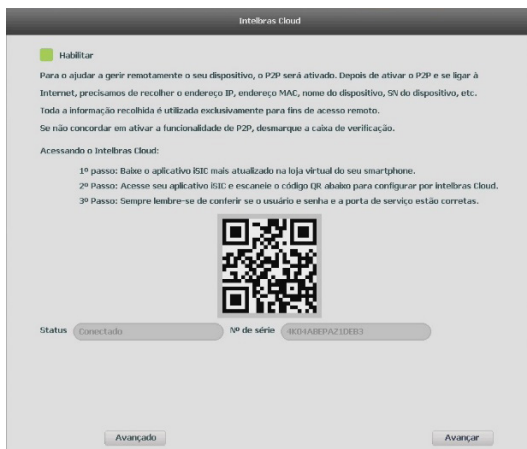 Intelbras Cloud
Habilitar
Para o ajudar a gerir remotamente o seu dispositivo, o P2P será ativado. Depois de ativar o P2P e se ligar à
Internet, precisamos de recolher o endereço IP, endereço MAC, nome do dispositivo, SN do dispositivo, etc.
Toda a informação recolhida é utilizada exclusivamente para fins de acesso remoto.
Se não concordar em ativar a funcionalidade de P2P, desmarque a caixa de verificação.
Acessando o Intelbras Cloud:
1º passo: Baixe o aplicativo iSIC mais atualizado na loja virtual do seu smartphone.
2º Passo: Acesse seu aplicativo iSIC e escaneie o código QR abaixo para configurar por intelbras Cloud.
3º Passo: Sempre lembre-se de conferir se o usuário e senha e a porta de serviço estão corretas.
Status Conectado Nº de série
Avançado Avançar